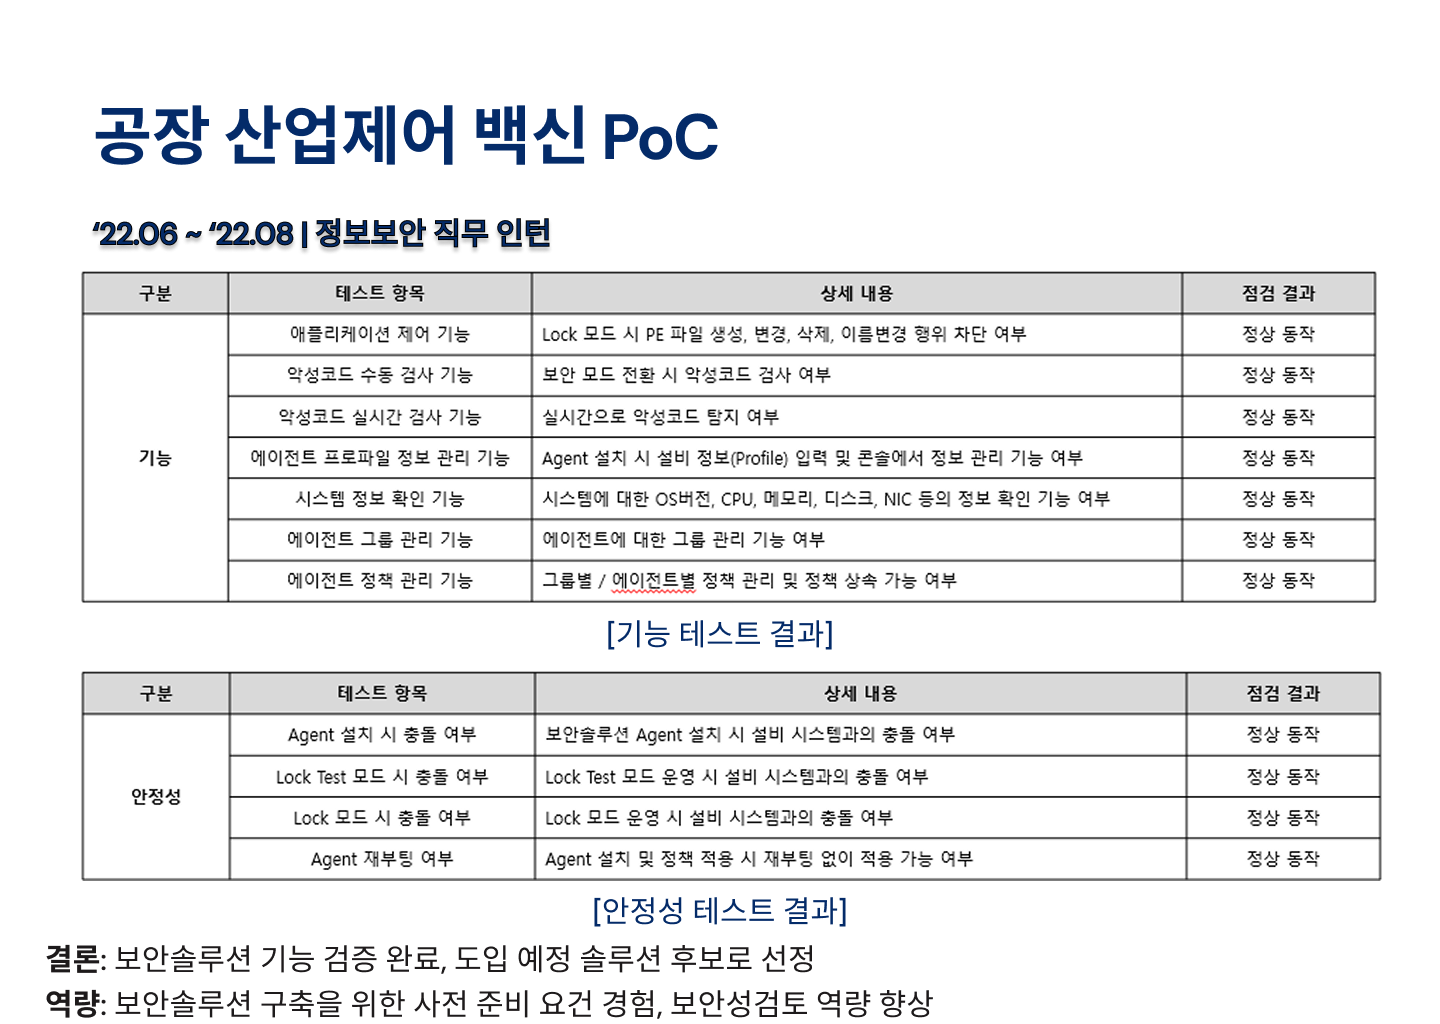 공장 산업제어 백신 PoC
‘22.06 ~ ‘22.08 | 정보보안 직무 인턴
구분 테스트 항목 상세 내용 점검 결과
애플리케이션 제어 기능 Lock 모드 시 PE 파일 생성, 변경, 삭제, 이름변경 행위 차단 여부 정상 동작
악성코드 수동 검사 기능 보안 모드 전환 시 악성코드 검사 여부 정상 동작
악성코드 실시간 검사 기능 실시간으로 악성코드 탐지 여부 정상 동작
기능 에이전트 프로파일 정보 관리 기능 Agent 설치 시 설비 정보(Profile) 입력 및 콘솔에서 정보 관리 기능 여부 정상 동작
시스템 정보 확인 기능 시스템에 대한 OS버전, CPU, 메모리, 디스크, NIC 등의 정보 확인 기능 여부 정상 동작
에이전트 그룹 관리 기능 에이전트에 대한 그룹 관리 기능 여부 정상 동작
에이전트 정책 관리 기능 그룹별 / 에이전트별 정책 관리 및 정책 상속 가능 여부 정상 동작
[기능 테스트 결과]
구분 테스트 항목 상세 내용 점검 결과
Agent 설치 시 충돌 여부 보안솔루션 Agent 설치 시 설비 시스템과의 충돌 여부 정상 동작
Lock Test 모드 시 충돌 여부 Lock Test 모드 운영 시 설비 시스템과의 충돌 여부 정상 동작
안정성 Lock 모드 시 충돌 여부 Lock 모드 운영 시 설비 시스템과의 충돌 여부 정상 동작
Agent 재부팅 여부 Agent 설치 및 정책 적용 시 재부팅 없이 적용 가능 여부 정상 동작
[안정성 테스트 결과]
결론: 보안솔루션 기능 검증 완료, 도입 예정 솔루션 후보로 선정
역량: 보안솔루션 구축을 위한 사전 준비 요건 경험, 보안성검토 역량 향상